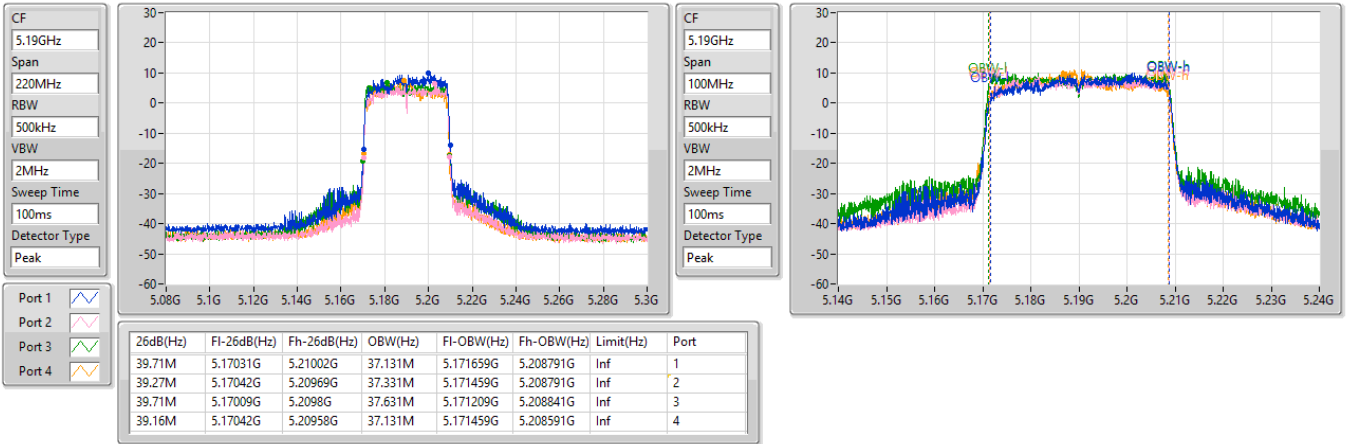 CF
5.19GHz
Span
220MHz
RBW
500kHz
VBW
2MHz
Sweep Time
100ms
Detector Type
Peak
30
20
10
0
-10
-20
-30
-40
-50
-60
5.08G 5.1G 5.12G 5.14G 5.16G 5.18G 5.2G 5.22G 5.24G 5.26G 5.28G 5.3G
CF
5.19GHz
Span
100MHz
RBW
500kHz
VBW
2MHz
Sweep Time
100ms
Detector Type
Peak
30
20
10
0
-10
-20
-30
-40
-50
-60
OBW-l OBW-h
5.14G 5.15G 5.16G 5.17G 5.18G 5.19G 5.2G 5.21G 5.22G 5.23G 5.24G
Port 1
Port 2
Port 3
Port 4
26dB(Hz) Fl-26dB(Hz) Fh-26dB(Hz) OBW(Hz) Fl-OBW(Hz) Fh-OBW(Hz) Limit(Hz) Port
39.71M 5.17031G 5.21002G 37.131M 5.171659G 5.208791G Inf 1
39.27M 5.17042G 5.20969G 37.331M 5.171459G 5.208791G Inf 2
39.71M 5.17009G 5.2098G 37.631M 5.171209G 5.208841G Inf 3
39.16M 5.17042G 5.20958G 37.131M 5.171459G 5.208591G Inf 4